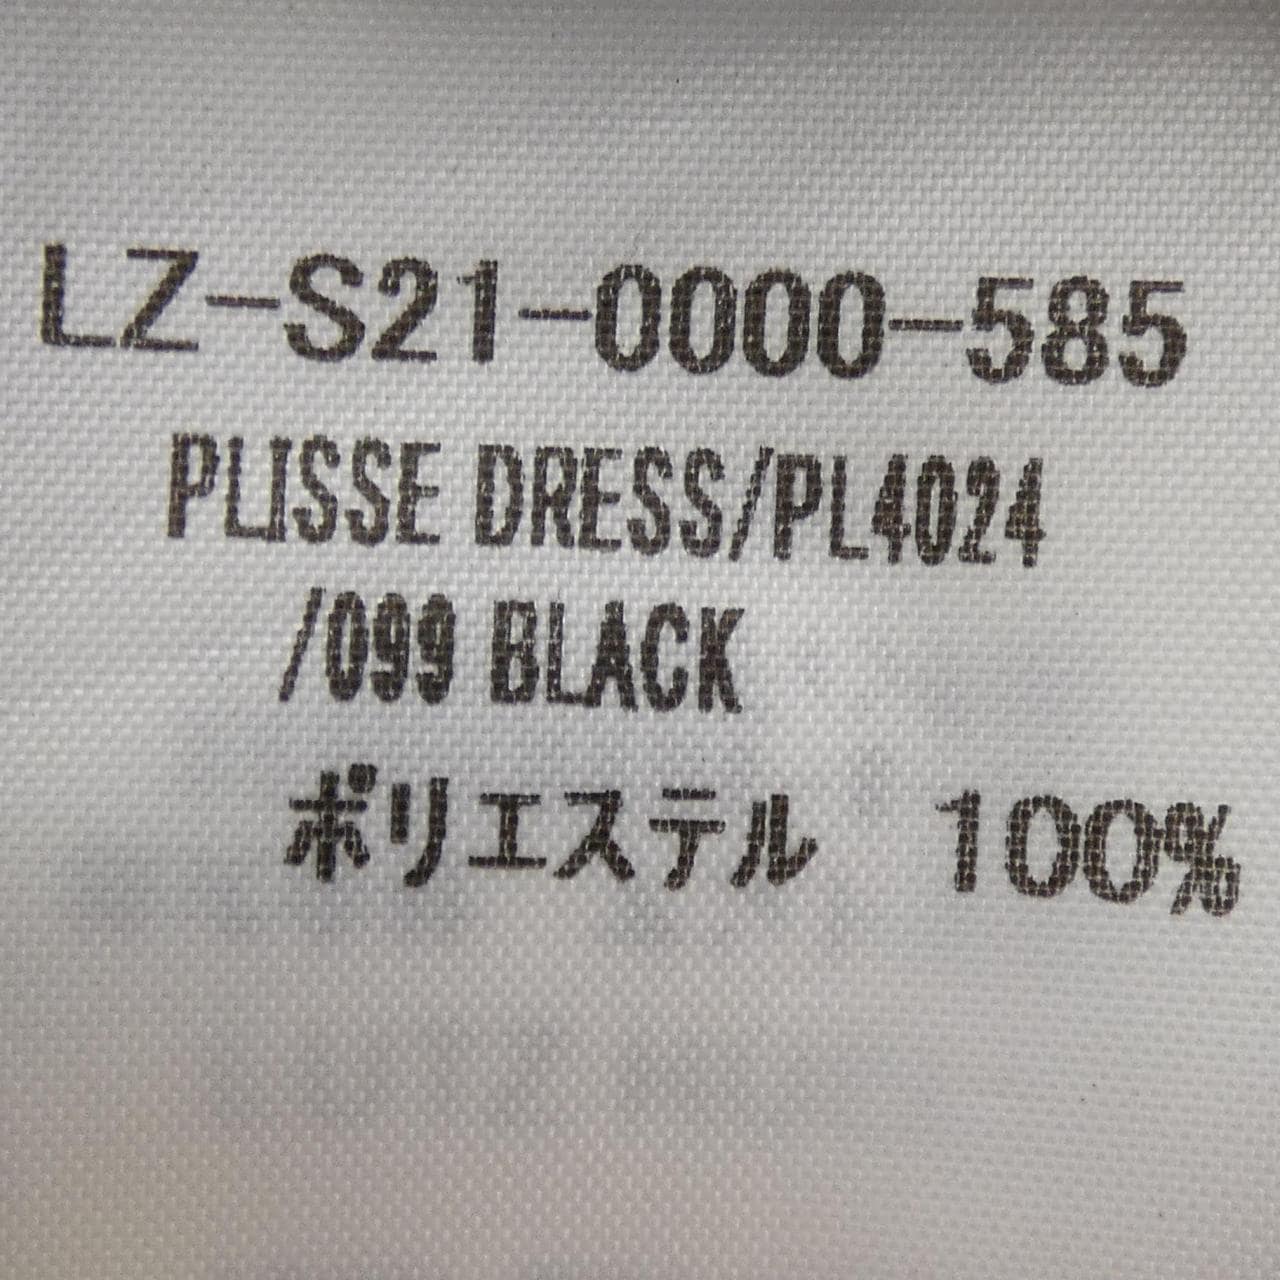 LZ-S21-0000-585
PLISSE DRESS/PL4024
/099 BLACK
ポリエステル 100%